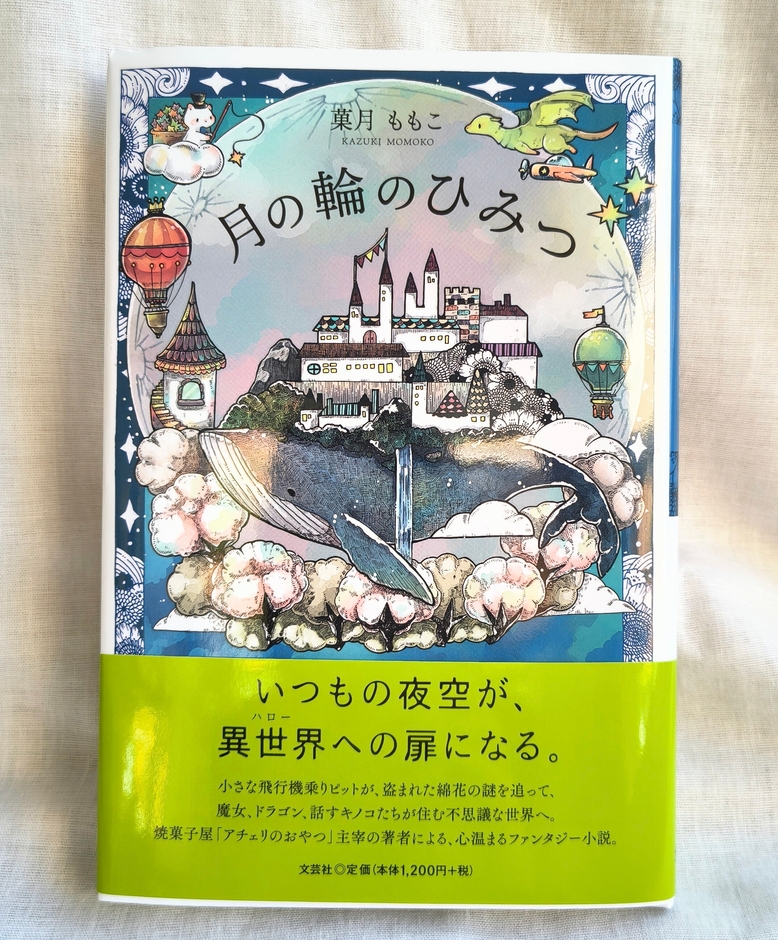 菓月 ももこ
KAZUKI MOMOKO
月の輪のひみつ
いつもの夜空が、
ハロー
異世界への扉になる。
小さな飛行機乗りピットが、盗まれた綿花の謎を追って、
魔女、ドラゴン、話すキノコたちが住む不思議な世界へ。
焼菓子屋「アチェリのおやつ」主宰の著者による、心温まるファンタジー小説。
文芸社◎定価(本体1,200円+税)